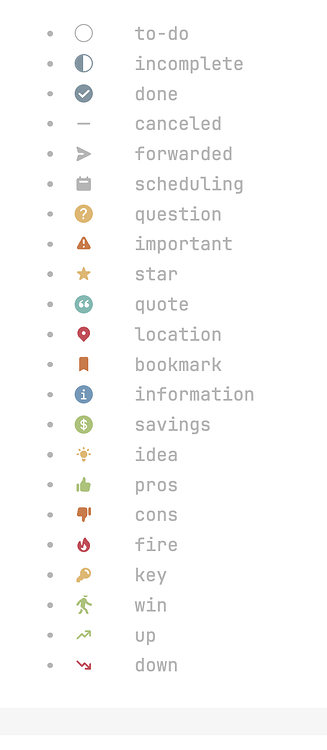 to-do
incomplete
done
canceled
forwarded
scheduling
question
important
star
quote
location
bookmark
information
savings
idea
pros
cons
fire
key
win
up
down